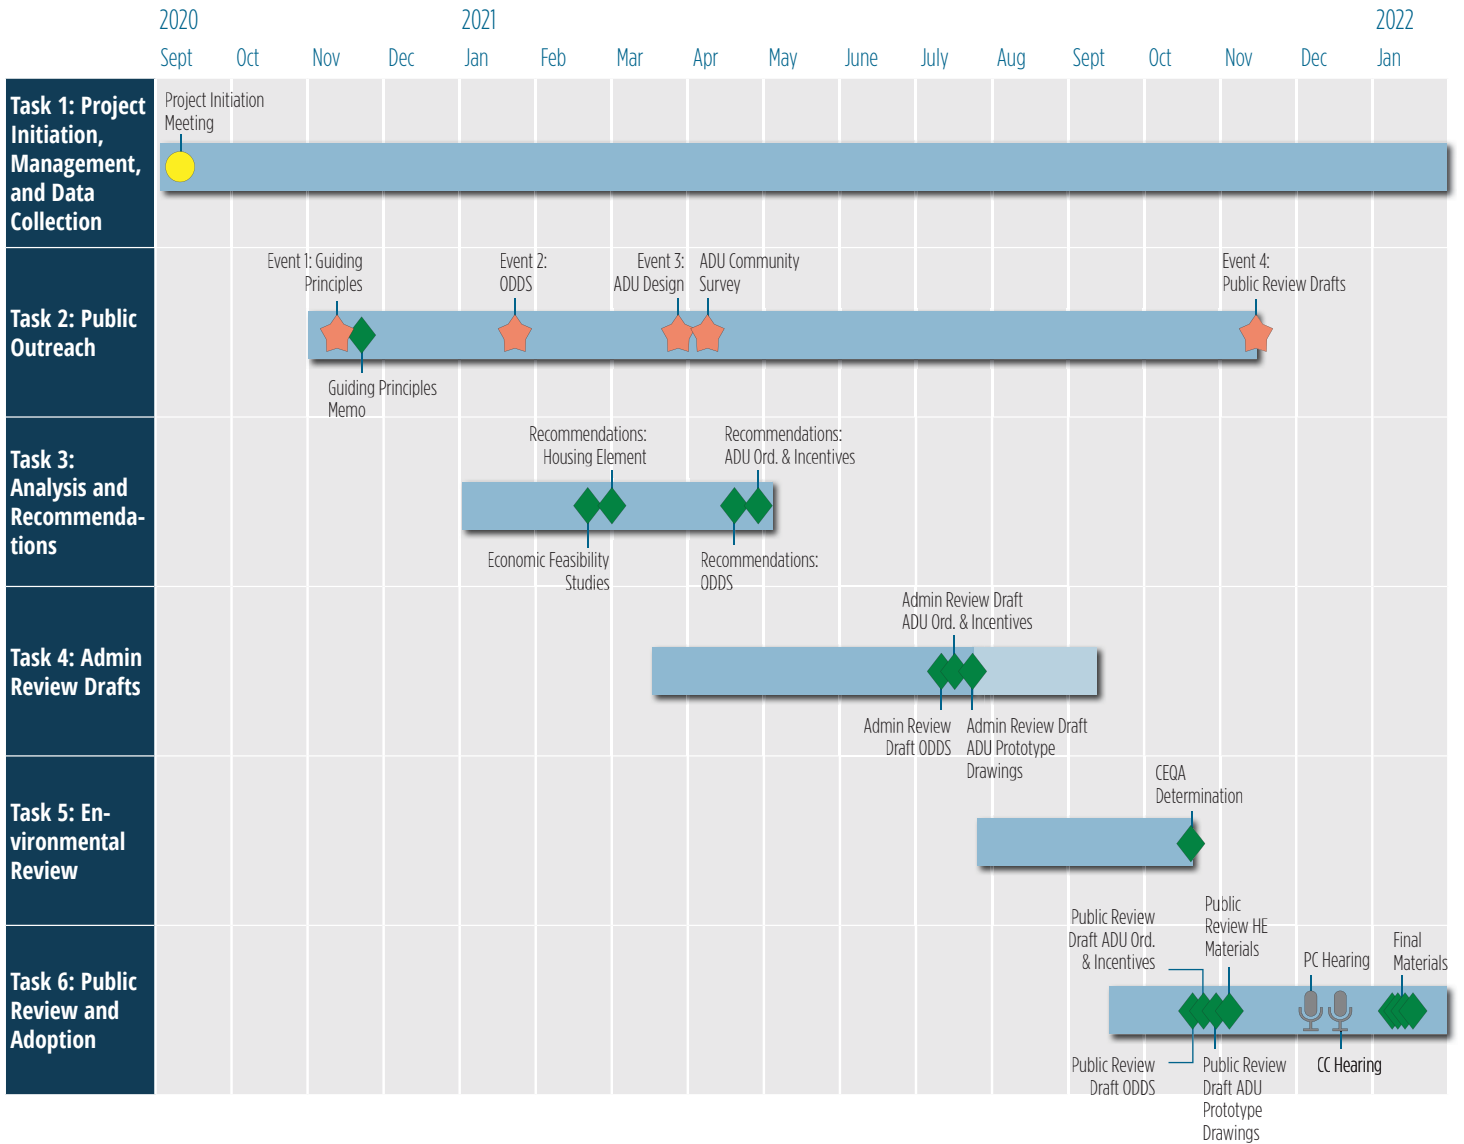 2020
2021
2022
Sept
Oct
Nov
Dec
Jan
Feb
Mar
Apr
May
June
July
Aug
Sept
Oct
Nov
Dec
Jan
Task 1: Project
Initiation,
Management,
and Data
Collection
Project Initiation
Meeting
Task 2: Public
Outreach
Event 1: Guiding
Principles
Event 2:
ODDS
Event 3:
ADU Design
ADU Community
Survey
Event 4:
Public Review Drafts
Guiding Principles
Memo
Task 3:
Analysis and
Recommenda-
tions
Recommendations:
Housing Element
Recommendations:
ADU Ord. & Incentives
Economic Feasibility
Studies
Recommendations:
ODDS
Task 4: Admin
Review Drafts
Admin Review Draft
ADU Ord. & Incentives
Admin Review
Draft ODDS
Admin Review Draft
ADU Prototype
Drawings
Task 5: En-
vironmental
Review
CEQA
Determination
Task 6: Public
Review and
Adoption
Public Review
Draft ADU Ord.
& Incentives
Public
Review HE
Materials
PC Hearing
Final
Materials
Public Review
Draft ODDS
Public Review
Draft ADU
Prototype
Drawings
CC Hearing